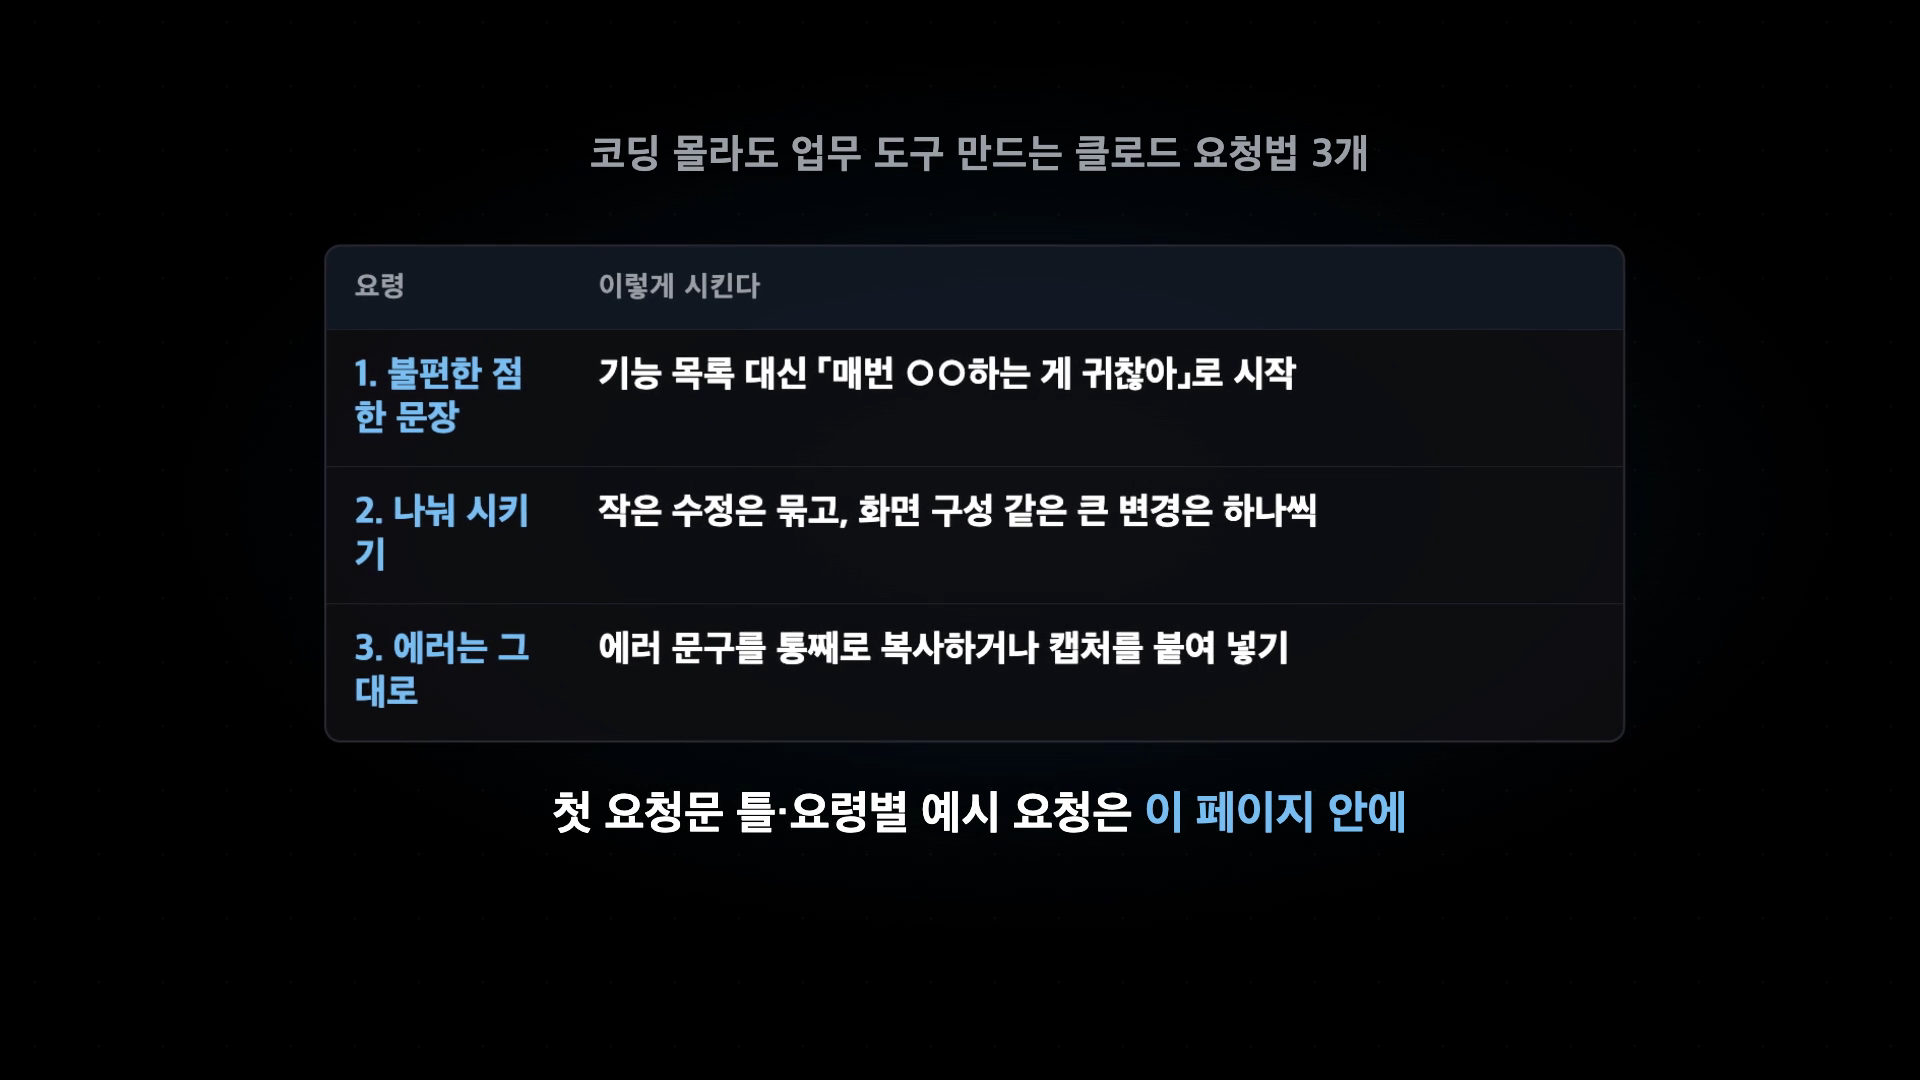 코딩 몰라도 업무 도구 만드는 클로드 요청법 3개
요령
이렇게 시킨다
1. 불편한 점
한 문장
기능 목록 대신 「매번 ○○하는 게 귀찮아」로 시작
2. 나눠 시키
기
작은 수정은 묶고, 화면 구성 같은 큰 변경은 하나씩
3. 에러는 그
대로
에러 문구를 통째로 복사하거나 캡처를 붙여 넣기
첫 요청문 틀·요령별 예시 요청은 이 페이지 안에